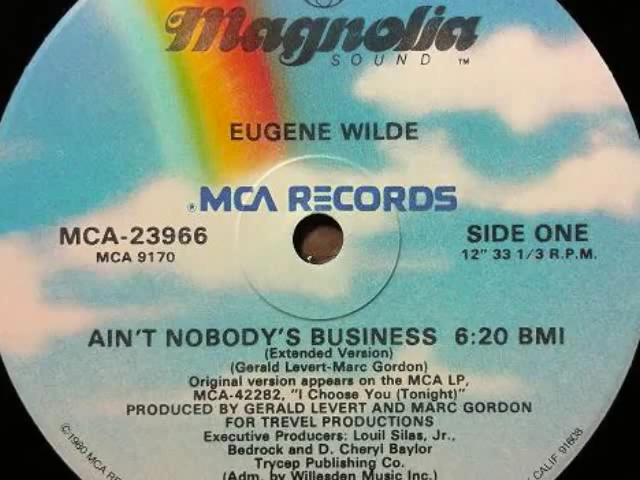 Magnolia
SOUND ™
EUGENE WILDE
® MCA RECORDS
MCA-23966
MCA 9170
SIDE ONE
12" 33 1/3 R.P.M.
AIN'T NOBODY'S BUSINESS 6:20 BMI
(Extended Version)
(Gerald Levert-Marc Gordon)
Original version appears on the MCA LP,
MCA-42282, "I Choose You (Tonight)"
PRODUCED BY GERALD LEVERT AND MARC GORDON
FOR TREVEL PRODUCTIONS
Executive Producers: Louil Silas, Jr.,
Bedrock and D. Cheryl Baylor
Trycep Publishing Co.
(Adm. by Willesden Music Inc.)
MCA
CALIF 91608